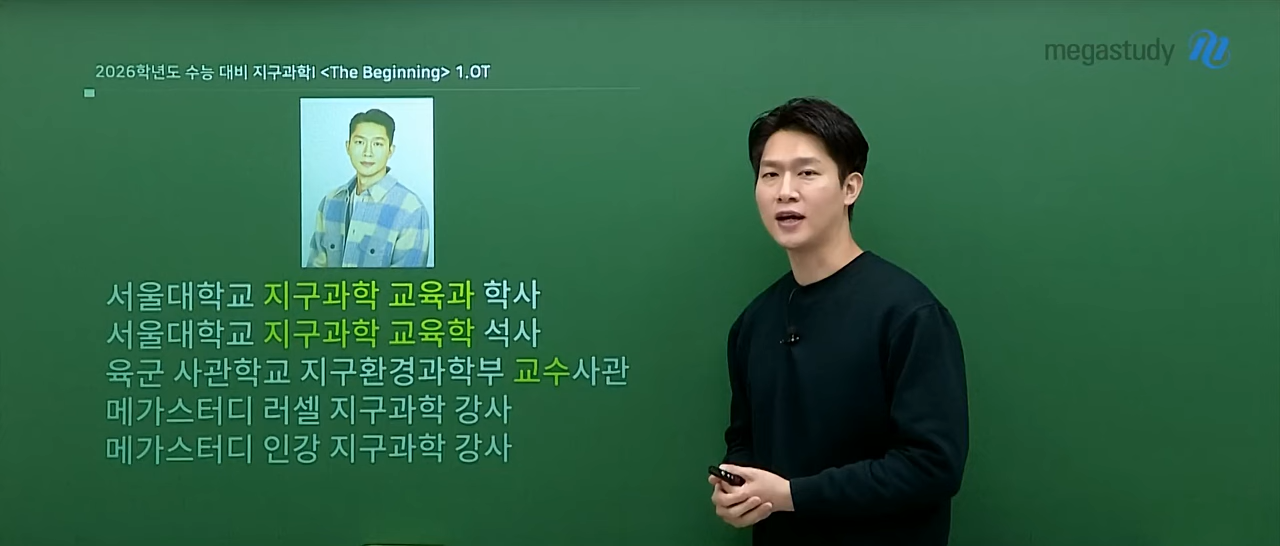 megastudy
2026학년도 수능 대비 지구과학I <The Beginning> 1.OT
서울대학교 지구과학 교육과 학사
서울대학교 지구과학 교육학 석사
육군 사관학교 지구환경과학부 교수사관
메가스터디 러셀 지구과학 강사
메가스터디 인강 지구과학 강사